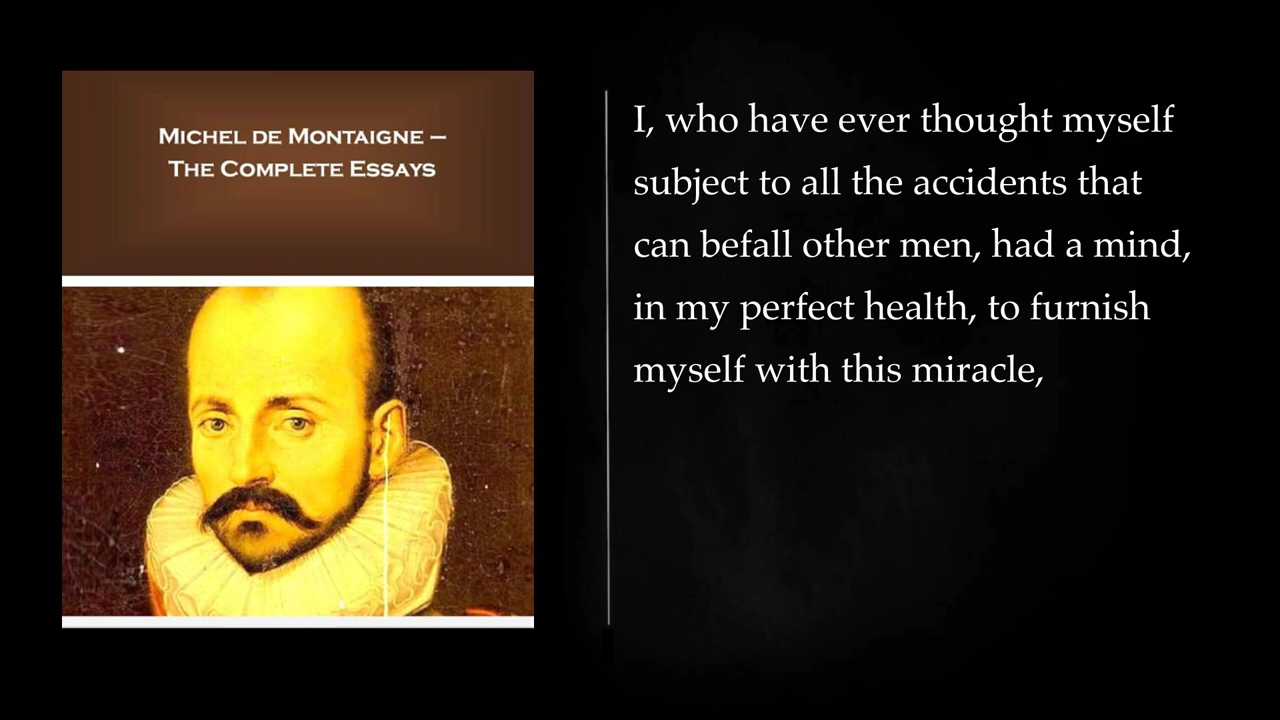 Michel de Montaigne –
The Complete Essays
I, who have ever thought myself
subject to all the accidents that
can befall other men, had a mind,
in my perfect health, to furnish
myself with this miracle,